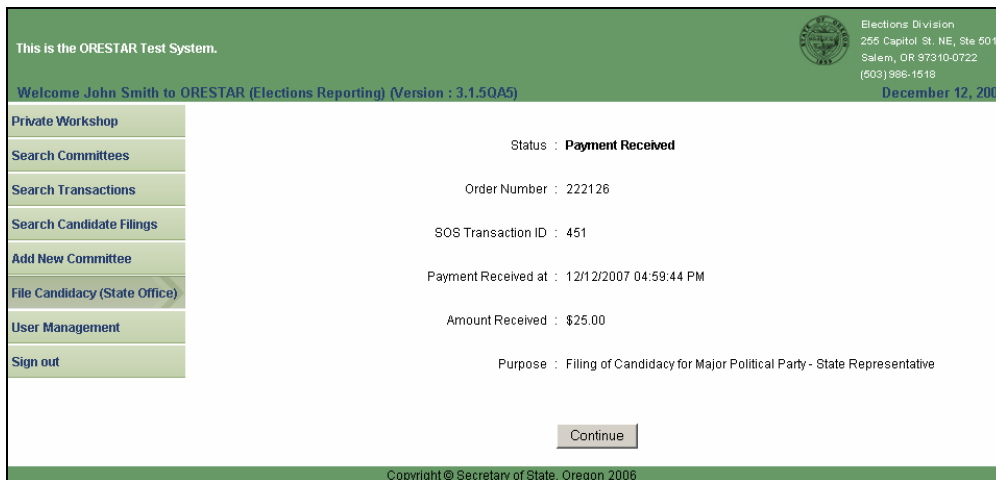 This is the ORESTAR Test System.
Elections Division
255 Capitol St. NE, Ste 501
Salem, OR 97310-0722
(503) 986-1518
Welcome John Smith to ORESTAR (Elections Reporting) (Version : 3.1.5QA5)
December 12, 200
Private Workshop
Search Committees
Search Transactions
Search Candidate Filings
Add New Committee
File Candidacy (State Office)
User Management
Sign out
Status : Payment Received
Order Number : 222126
SOS Transaction ID : 451
Payment Received at : 12/12/2007 04:59:44 PM
Amount Received : $25.00
Purpose : Filing of Candidacy for Major Political Party - State Representative
Continue
Copyright © Secretary of State, Oregon 2006